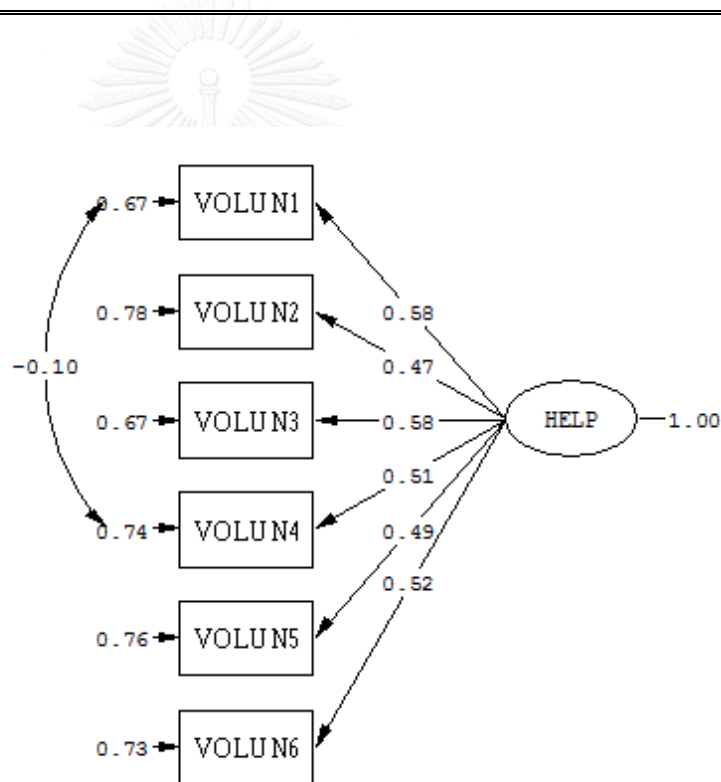 0.67 VOLUN1
0.78 VOLUN2 0.58
-0.10 0.47
0.67 VOLUN3 0.58 HELP 1.00
0.51
0.74 VOLUN4 0.49
0.52
0.76 VOLUN5
0.73 VOLUN6